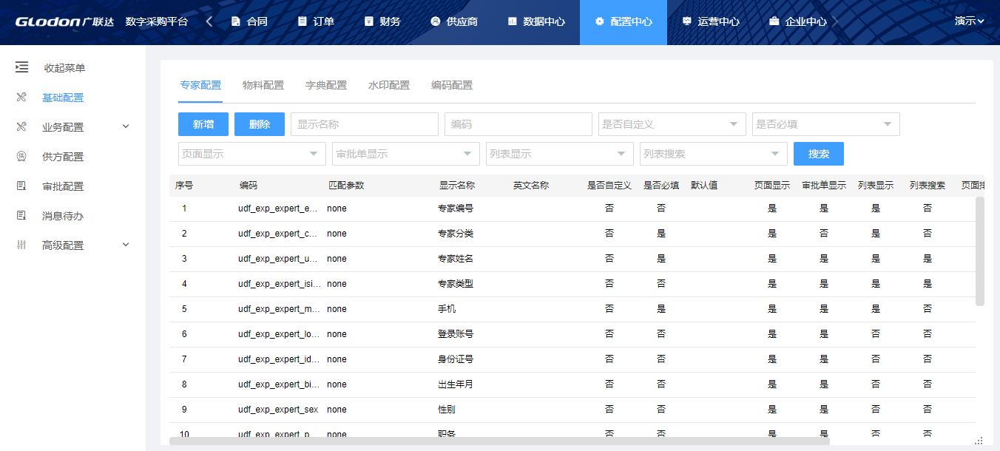 GLODON广联达 数字采购平台 合同 订单 财务 供应商 数据中心 配置中心 运营中心 企业中心 演示
收起菜单
基础配置
业务配置
供方配置
审批配置
消息待办
高级配置
专家配置 物料配置 字典配置 水印配置 编码配置
新增 删除 显示名称 编码 是否自定义 是否必填
页面显示 审批单显示 列表显示 列表搜索 搜索
序号 编码 匹配参数 显示名称 英文名称 是否自定义 是否必填 默认值 页面显示 审批单显示 列表显示 列表搜索 页面排
1 udf_exp_expert_e... none 专家编号 否 否 是 是 是 否
2 udf_exp_expert_c... none 专家分类 否 是 是 否 是 否
3 udf_exp_expert_u... none 专家姓名 否 是 是 是 是 是
4 udf_exp_expert_isi... none 专家类型 否 否 是 是 是 是
5 udf_exp_expert_m... none 手机 否 是 是 是 是 否
6 udf_exp_expert_lo... none 登录账号 否 否 是 是 否 否
7 udf_exp_expert_id... none 身份证号 否 否 是 是 否 否
8 udf_exp_expert_bi... none 出生年月 否 否 是 是 否 否
9 udf_exp_expert_sex none 性别 否 否 是 是 否 否
10 udf_exp_expert_p... none 职务 否 否 是 是 否 否